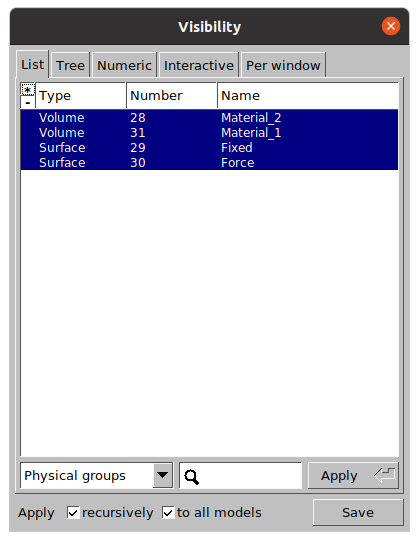 Visibility
List Tree Numeric Interactive Per window
* Type Number Name
-
Volume 28 Material_2
Volume 31 Material_1
Surface 29 Fixed
Surface 30 Force
Physical groups Apply
Apply recursively to all models Save